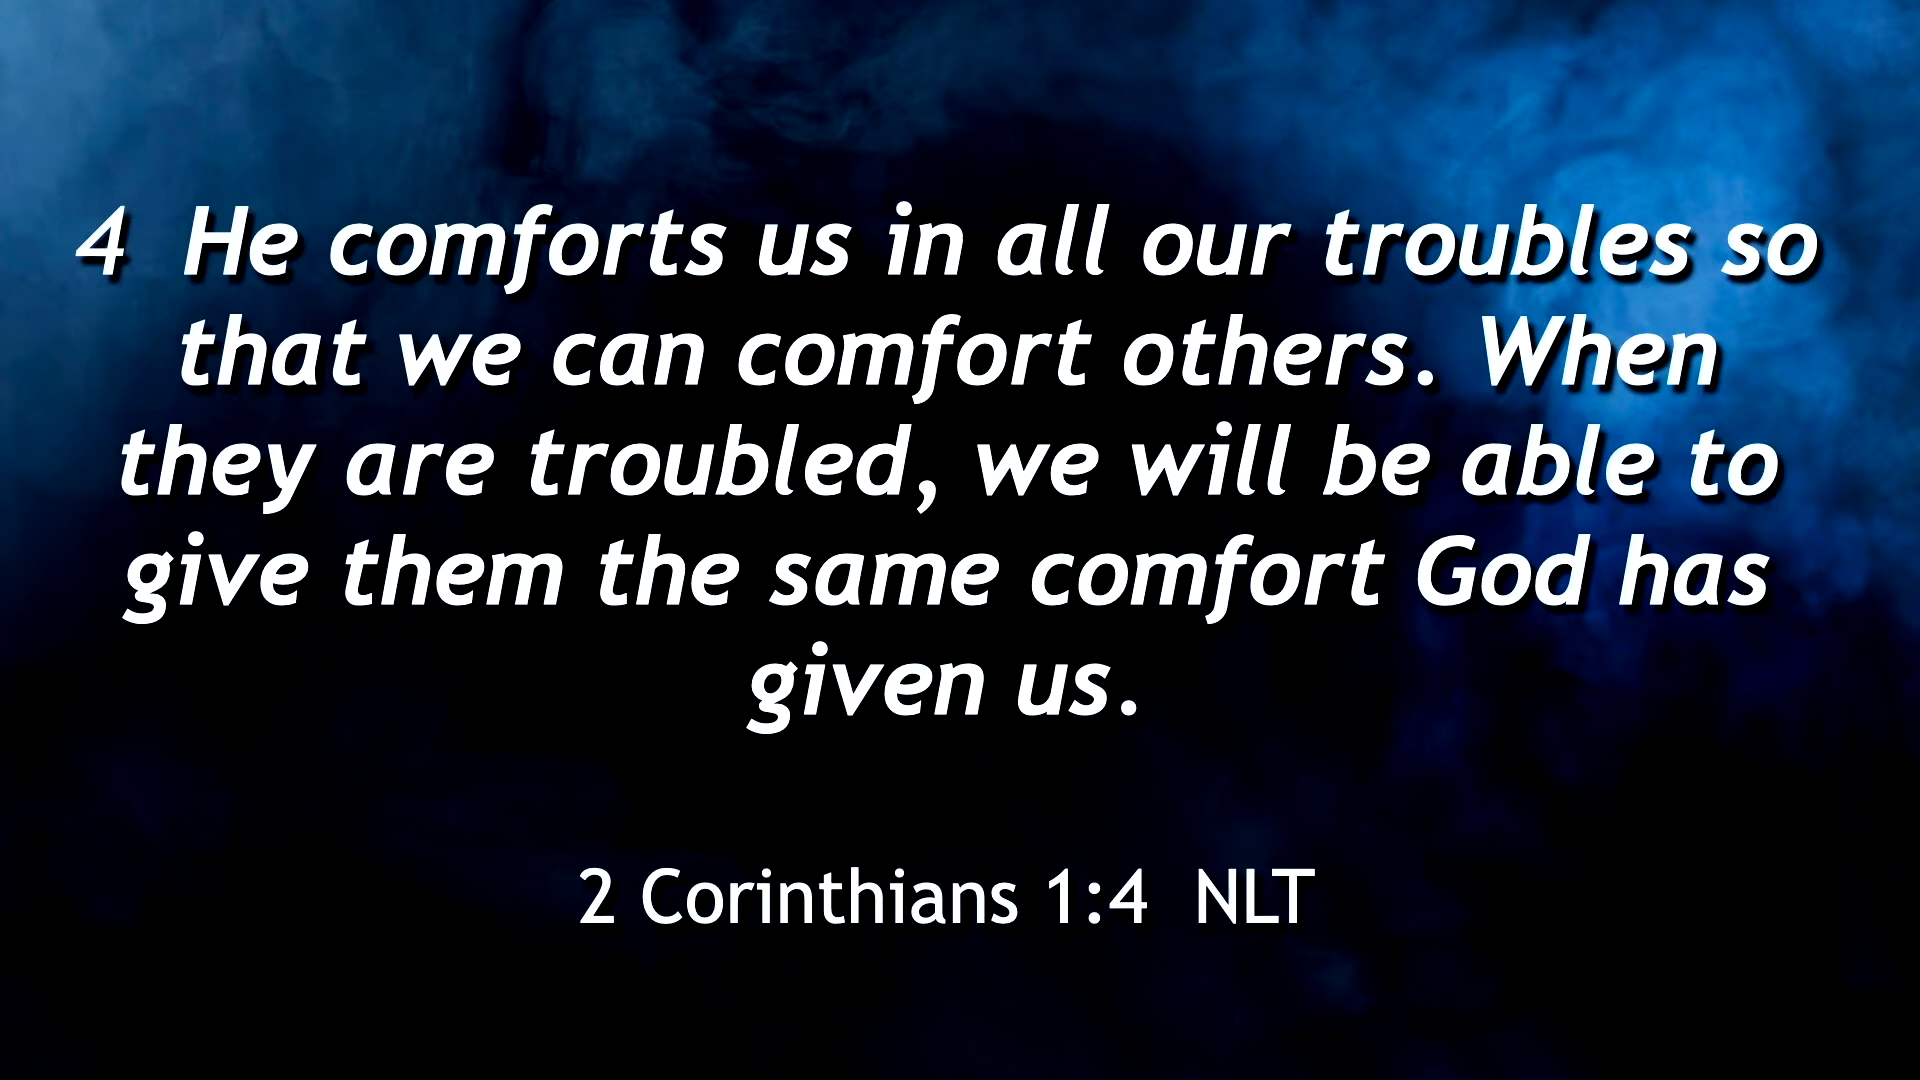 4  He comforts us in all our troubles so
that we can comfort others. When
they are troubled, we will be able to
give them the same comfort God has
given us.
2 Corinthians 1:4  NLT